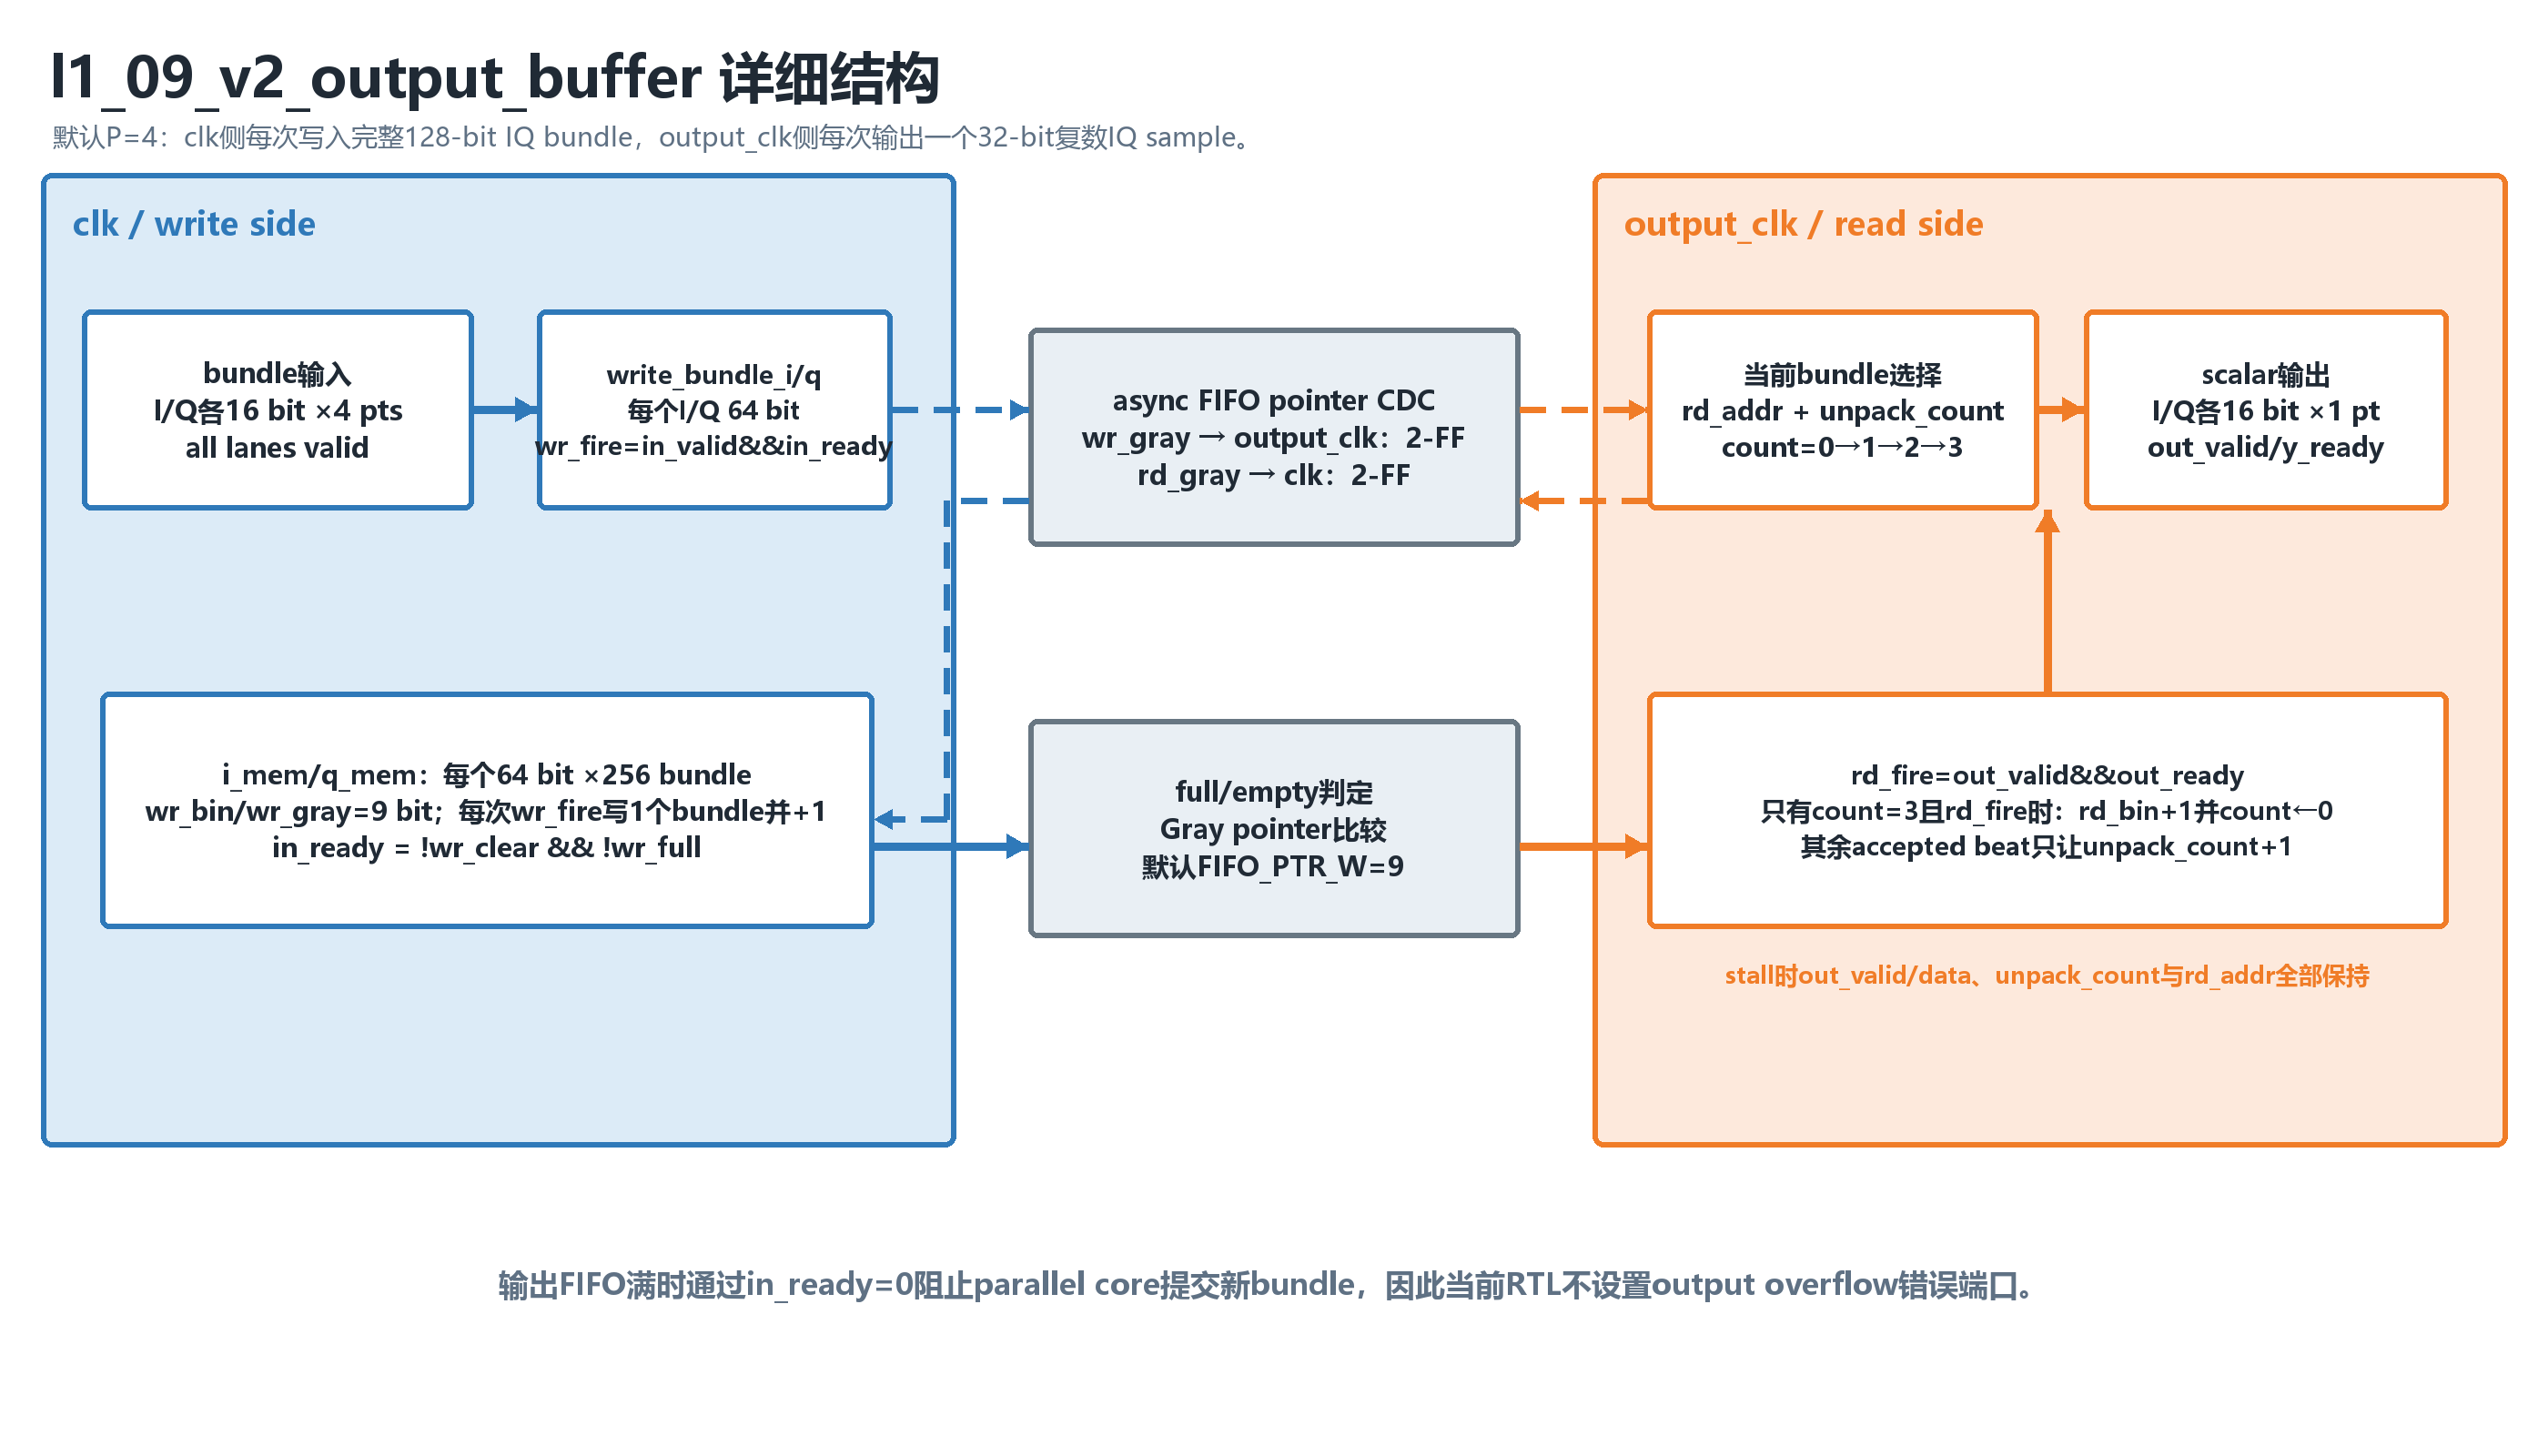 l1_09_v2_output_buffer 详细结构
默认P=4：clk侧每次写入完整128-bit IQ bundle，output_clk侧每次输出一个32-bit复数IQ sample。
clk / write side
bundle输入
I/Q各16 bit ×4 pts
all lanes valid
write_bundle_i/q
每个I/Q 64 bit
wr_fire=in_valid&&in_ready
async FIFO pointer CDC
wr_gray → output_clk：2-FF
rd_gray → clk：2-FF
output_clk / read side
当前bundle选择
rd_addr + unpack_count
count=0→1→2→3
scalar输出
I/Q各16 bit ×1 pt
out_valid/y_ready
i_mem/q_mem：每个64 bit ×256 bundle
wr_bin/wr_gray=9 bit；每次wr_fire写1个bundle并+1
in_ready = !wr_clear && !wr_full
full/empty判定
Gray pointer比较
默认FIFO_PTR_W=9
rd_fire=out_valid&&out_ready
只有count=3且rd_fire时：rd_bin+1并count←0
其余accepted beat只让unpack_count+1
stall时out_valid/data、unpack_count与rd_addr全部保持
输出FIFO满时通过in_ready=0阻止parallel core提交新bundle，因此当前RTL不设置output overflow错误端口。